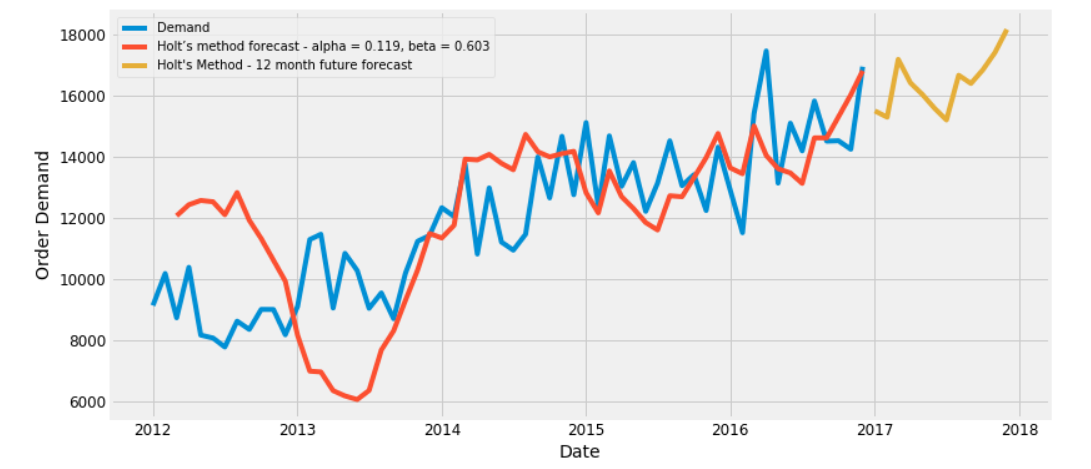 Demand
Holt’s method forecast - alpha = 0.119, beta = 0.603
Holt's Method - 12 month future forecast
18000
16000
14000
12000
10000
8000
6000
Order Demand
2012 2013 2014 2015 2016 2017 2018
Date